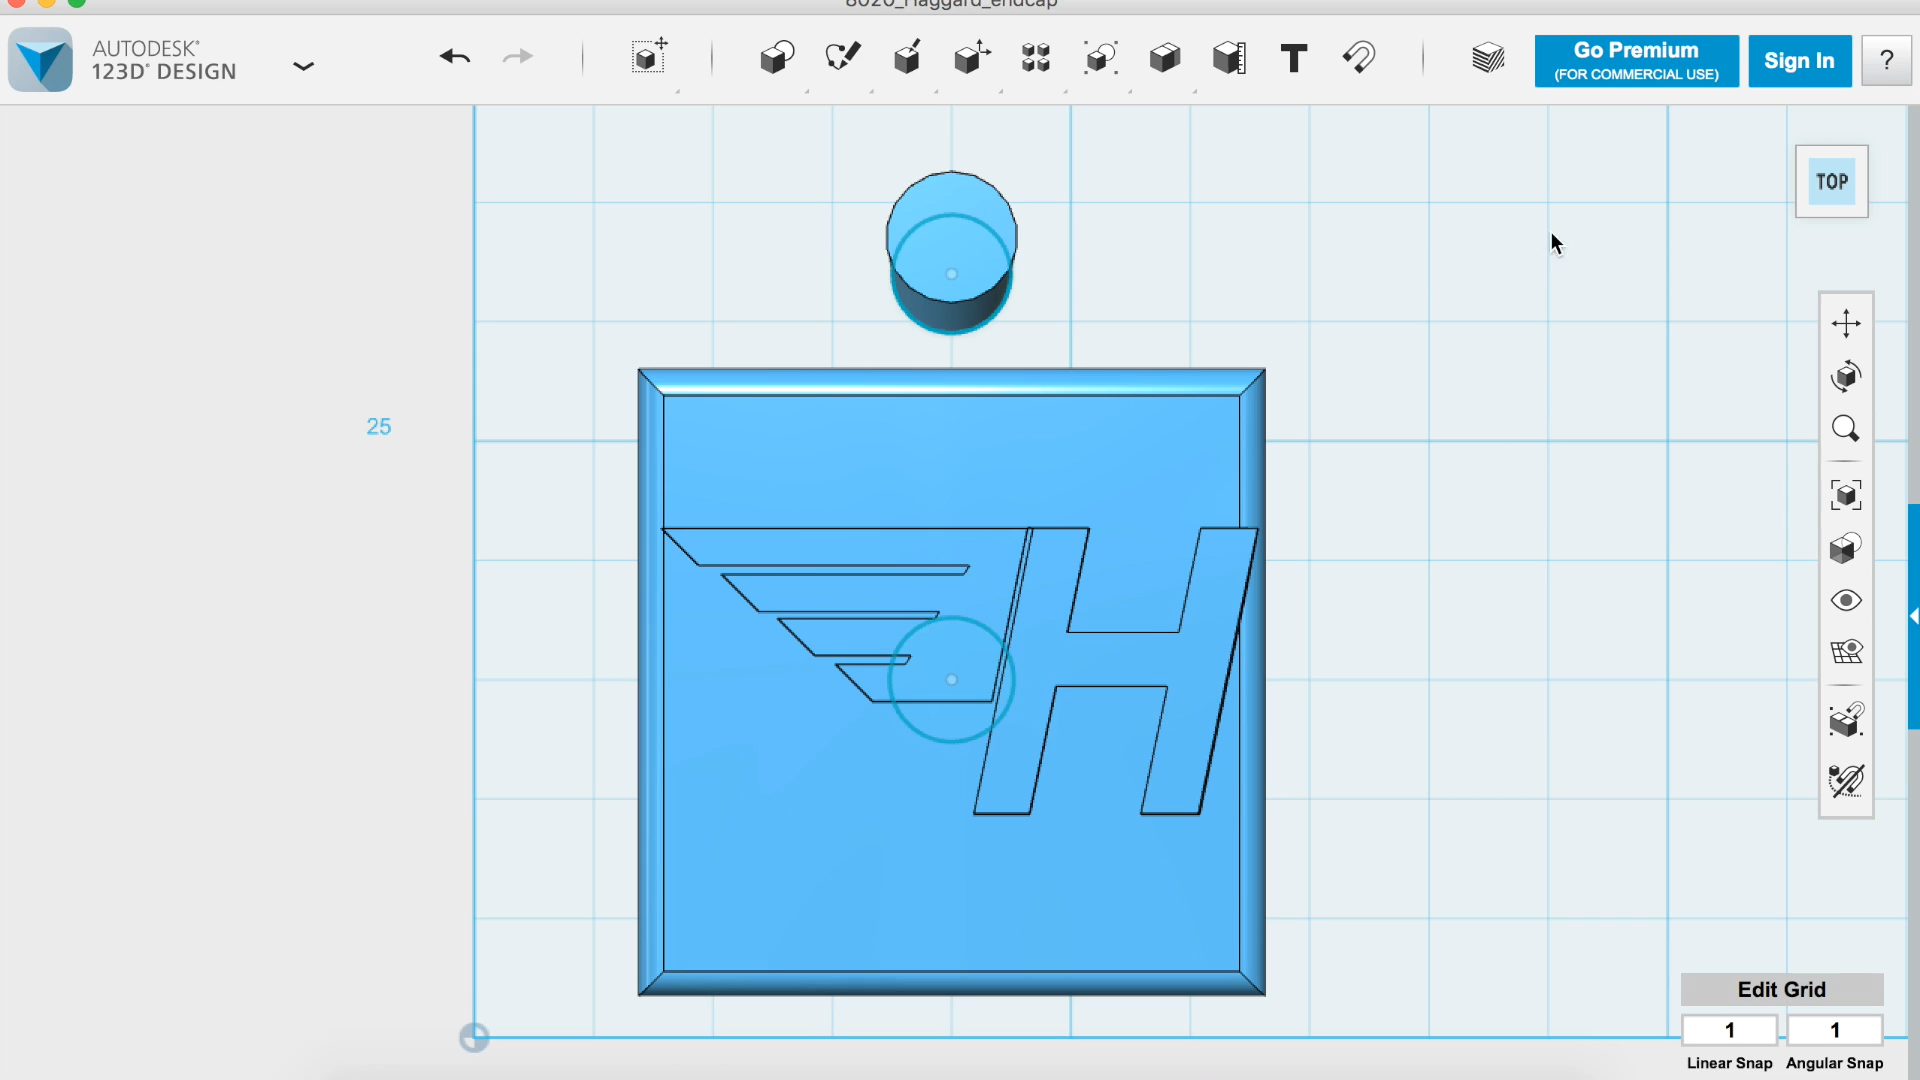 8020_Haggard_endcap
AUTODESK®
123D® DESIGN
T
Go Premium
(FOR COMMERCIAL USE)
Sign In
?
TOP
25
H
Edit Grid
1 1
Linear Snap Angular Snap